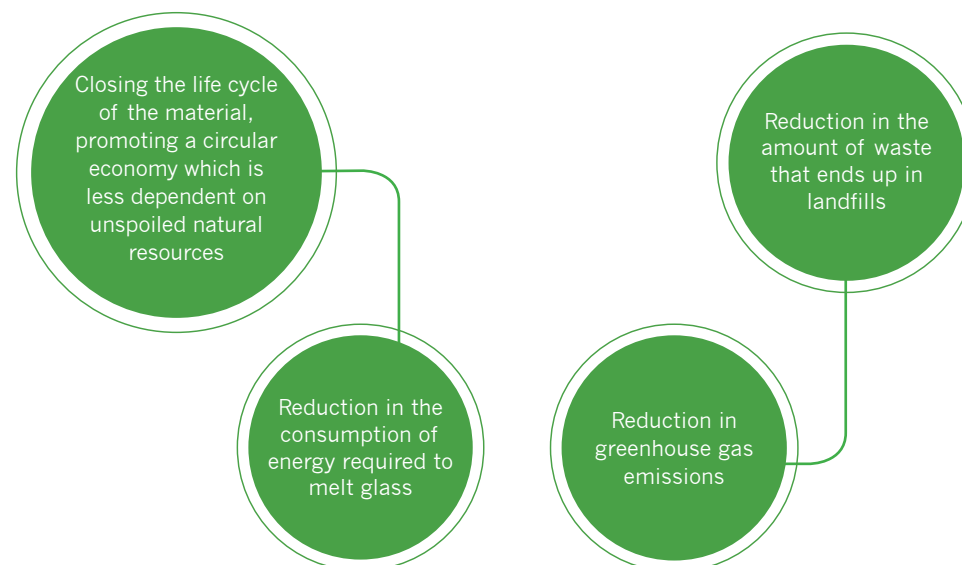 Closing the life cycle
of the material,
promoting a circular
economy which is
less dependent on
unspoiled natural
resources
Reduction in the
consumption of
energy required to
melt glass
Reduction in
greenhouse gas
emissions
Reduction in the
amount of waste
that ends up in
landfills